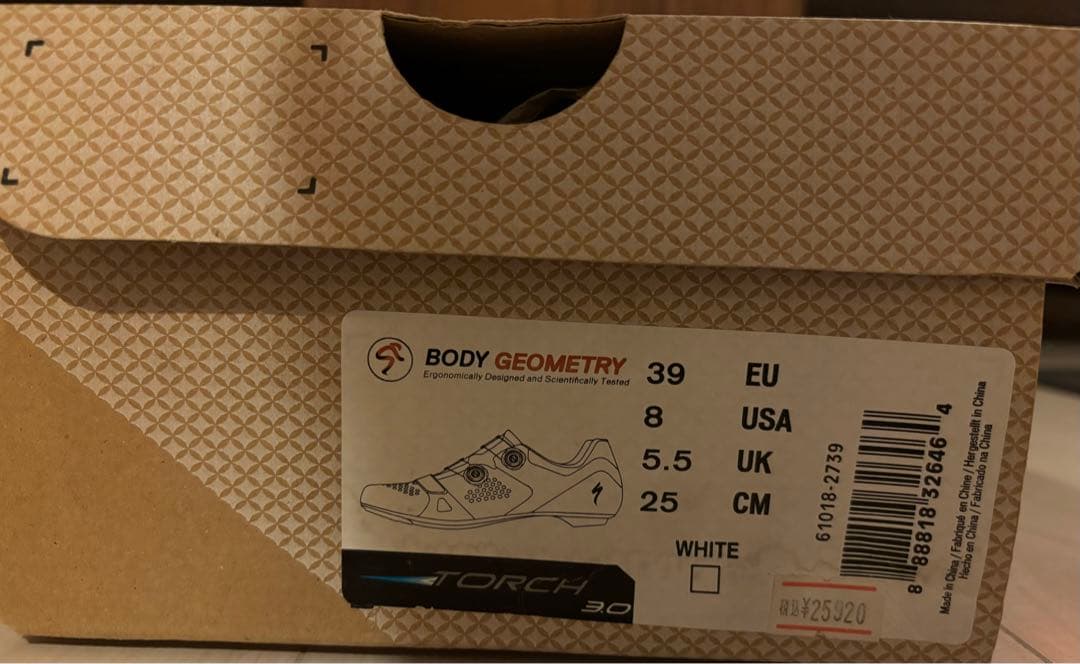 BODY GEOMETRY
Ergonomically Designed and Scientifically Tested
39 EU
8 USA
5.5 UK
25 CM
WHITE
TORCH
3.0
61018-2739
8 88818 32646 4
Made in China / Fabriqué en Chine / Hergestellt in China
Hecho en China / Fabricado na China
税込¥25920